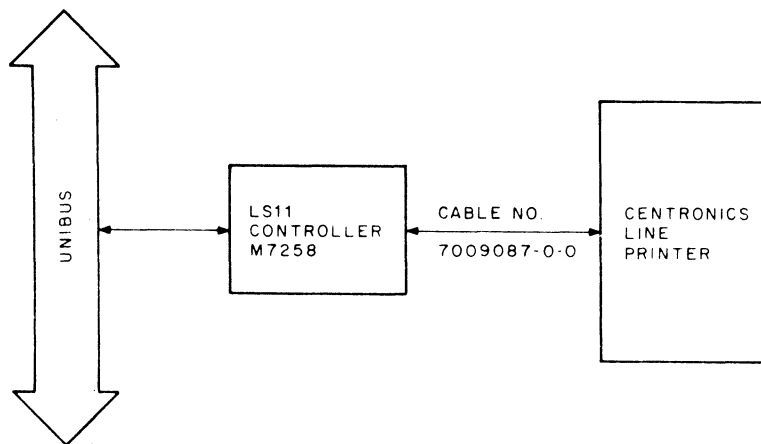 UNIBUS
LS11
CONTROLLER
M7258
CABLE NO.
7009087-0-0
CENTRONICS
LINE
PRINTER